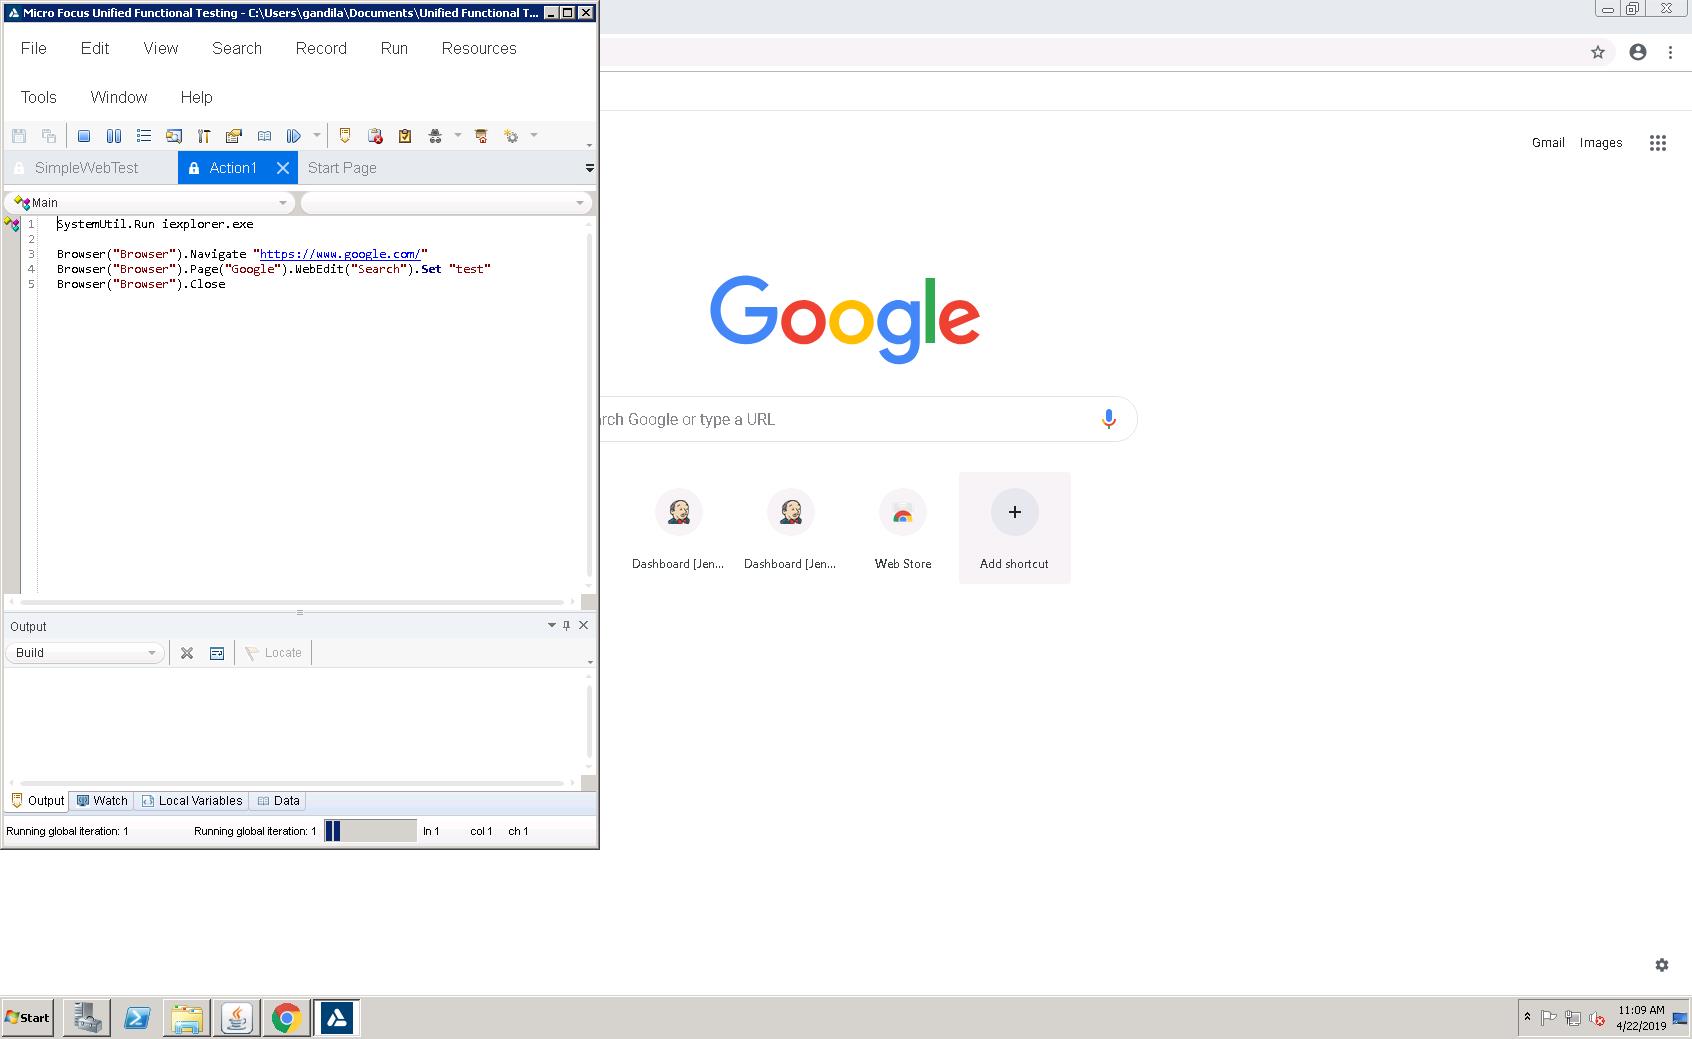 Micro Focus Unified Functional Testing - C:\Users\gandila\Documents\Unified Functional T...
File Edit View Search Record Run Resources
Tools Window Help
SimpleWebTest Action1 Start Page
Main
1 SystemUtil.Run iexplorer.exe
2
3 Browser("Browser").Navigate "https://www.google.com/"
4 Browser("Browser").Page("Google").WebEdit("Search").Set "test"
5 Browser("Browser").Close
Output
Build Locate
Output Watch Local Variables Data
Running global iteration: 1 Running global iteration: 1 ln 1 col 1 ch 1
Gmail Images
Google
rch Google or type a URL
Dashboard [Jen... Dashboard [Jen... Web Store Add shortcut
Start
11:09 AM
4/22/2019